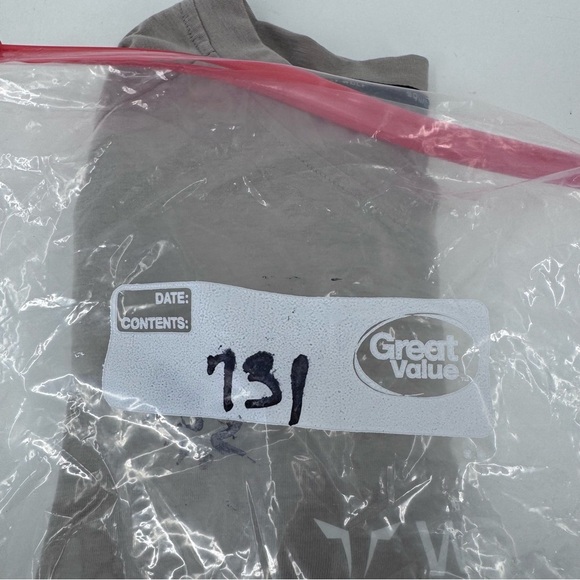 DATE:
CONTENTS:
Great
Value
731